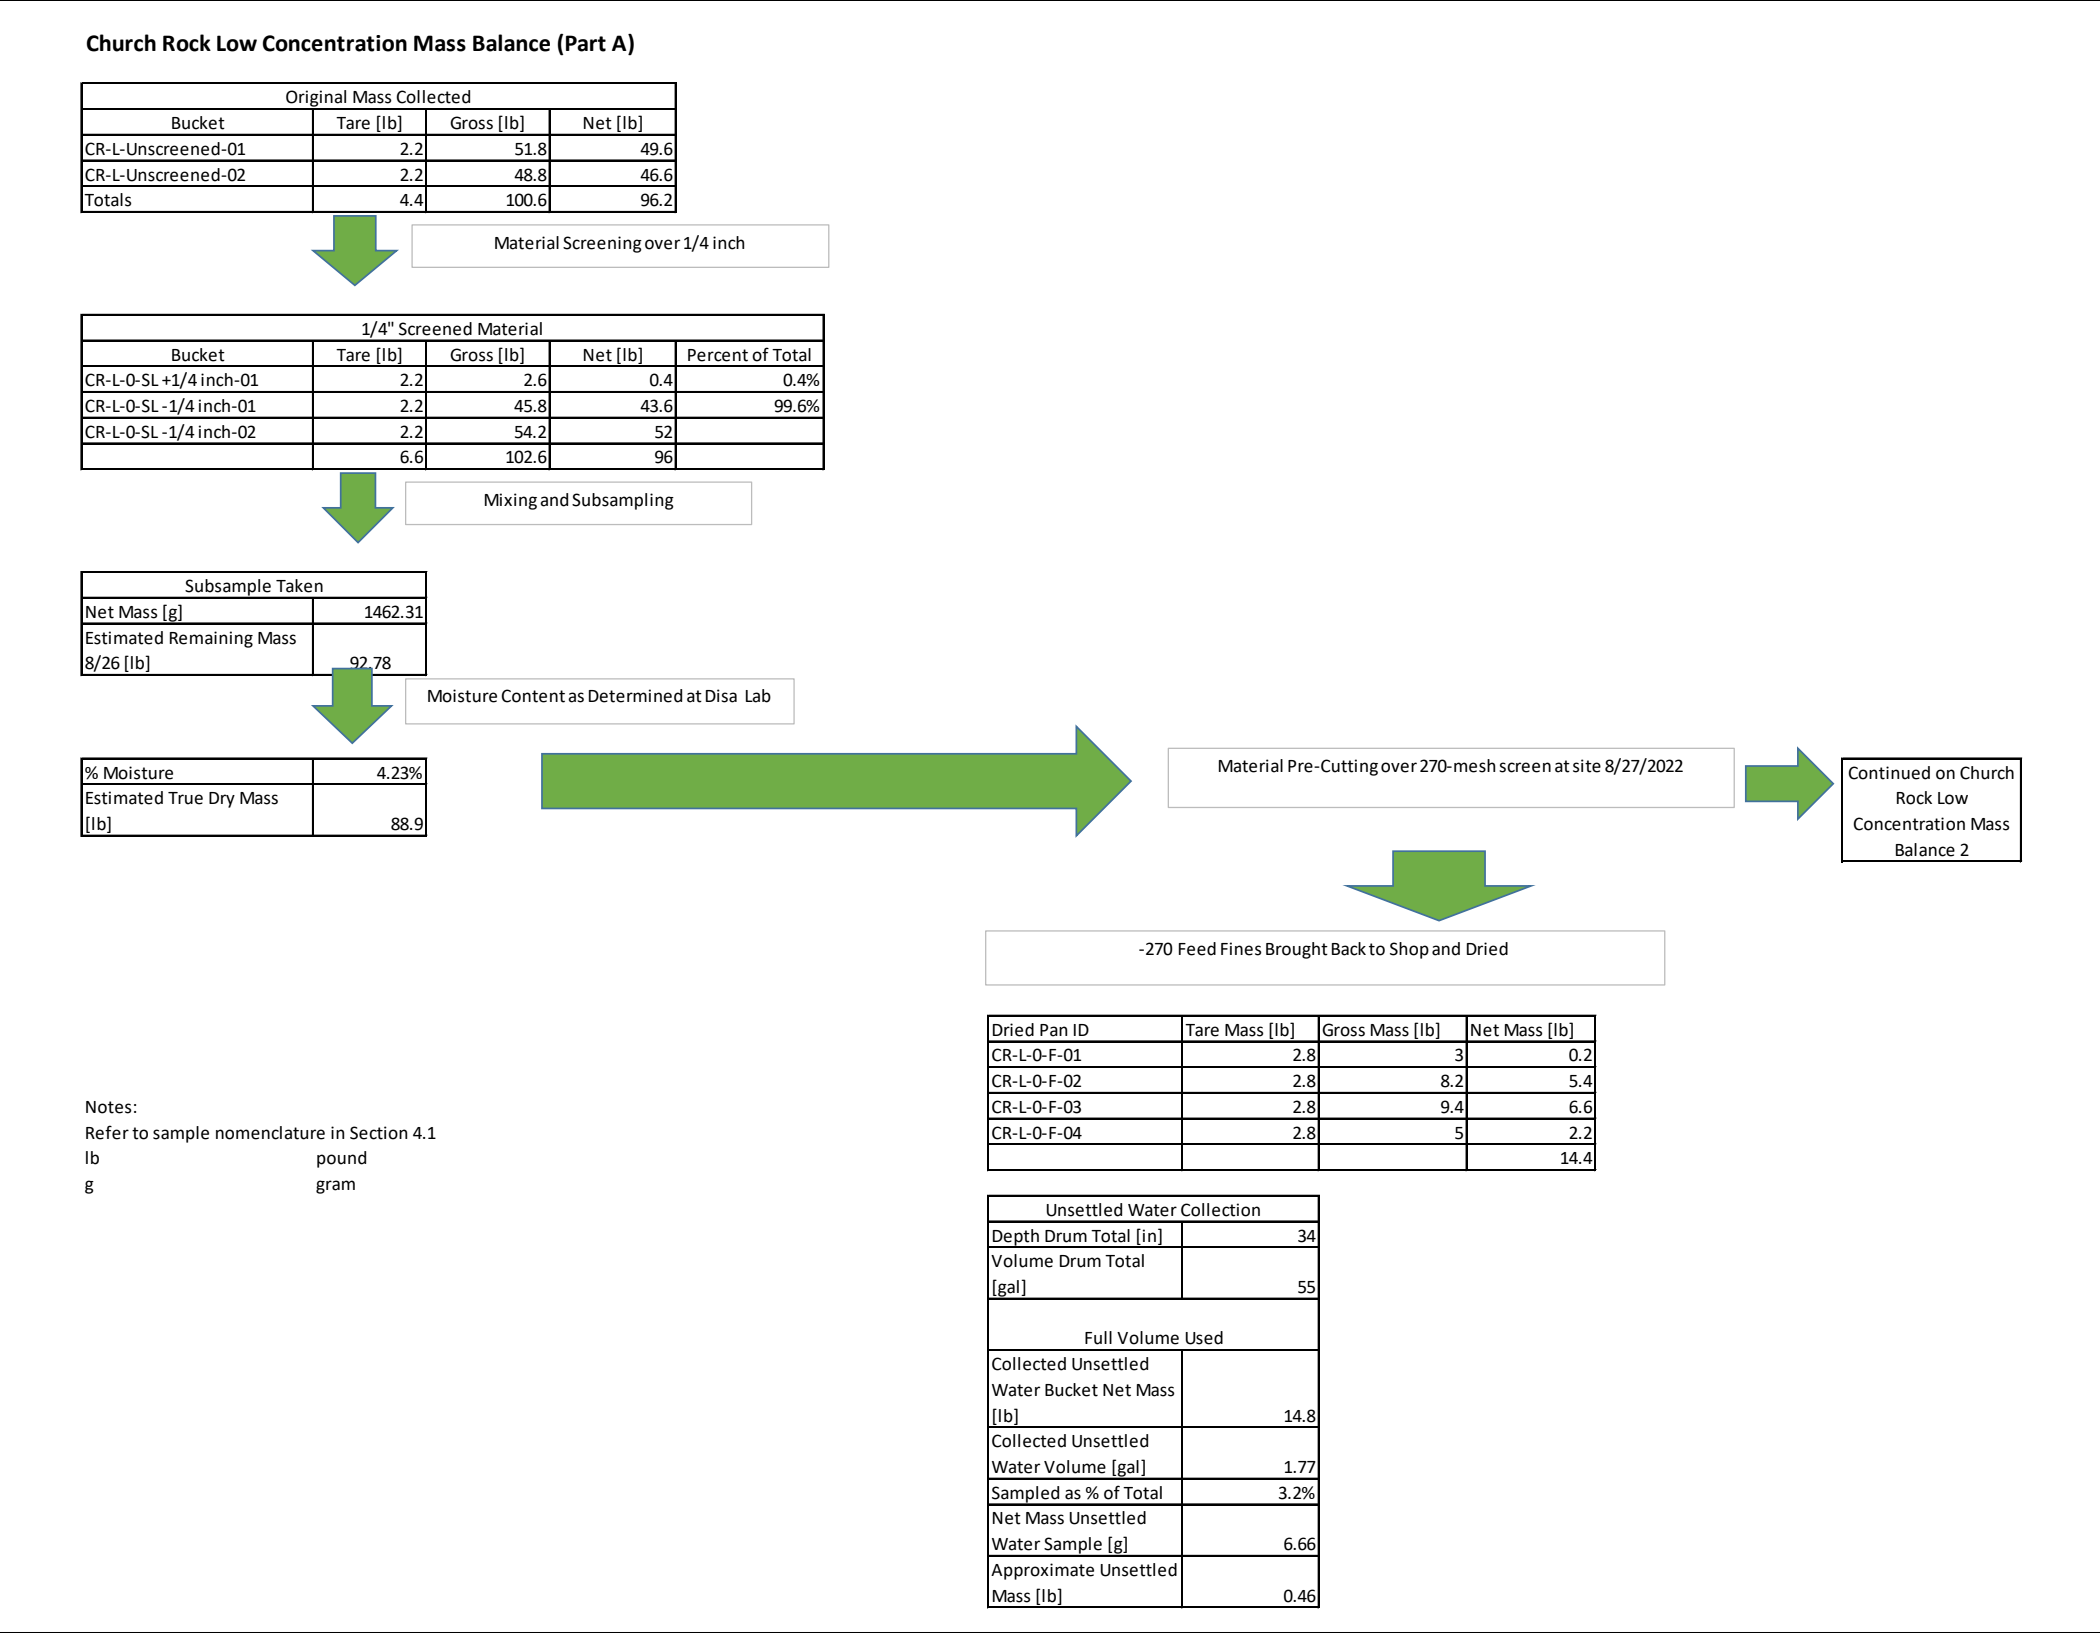 Church Rock Low Concentration Mass Balance (Part A)
Original Mass Collected
Bucket Tare [lb] Gross [lb] Net [lb]
CR-L-Unscreened-01 2.2 51.8 49.6
CR-L-Unscreened-02 2.2 48.8 46.6
Totals 4.4 100.6 96.2
Material Screening over 1/4 inch
1/4" Screened Material
Bucket Tare [lb] Gross [lb] Net [lb] Percent of Total
CR-L-0-SL +1/4 inch-01 2.2 2.6 0.4 0.4%
CR-L-0-SL -1/4 inch-01 2.2 45.8 43.6 99.6%
CR-L-0-SL -1/4 inch-02 2.2 54.2 52
6.6 102.6 96
Mixing and Subsampling
Subsample Taken
Net Mass [g] 1462.31
Estimated Remaining Mass
8/26 [lb] 92.78
Moisture Content as Determined at Disa Lab
% Moisture 4.23%
Estimated True Dry Mass
[lb] 88.9
Material Pre-Cutting over 270-mesh screen at site 8/27/2022
Continued on Church
Rock Low
Concentration Mass
Balance 2
-270 Feed Fines Brought Back to Shop and Dried
Dried Pan ID Tare Mass [lb] Gross Mass [lb] Net Mass [lb]
CR-L-0-F-01 2.8 3 0.2
CR-L-0-F-02 2.8 8.2 5.4
CR-L-0-F-03 2.8 9.4 6.6
CR-L-0-F-04 2.8 5 2.2
14.4
Notes:
Refer to sample nomenclature in Section 4.1
lb pound
g gram
Unsettled Water Collection
Depth Drum Total [in] 34
Volume Drum Total
[gal] 55
Full Volume Used
Collected Unsettled
Water Bucket Net Mass
[lb] 14.8
Collected Unsettled
Water Volume [gal] 1.77
Sampled as % of Total 3.2%
Net Mass Unsettled
Water Sample [g] 6.66
Approximate Unsettled
Mass [lb] 0.46